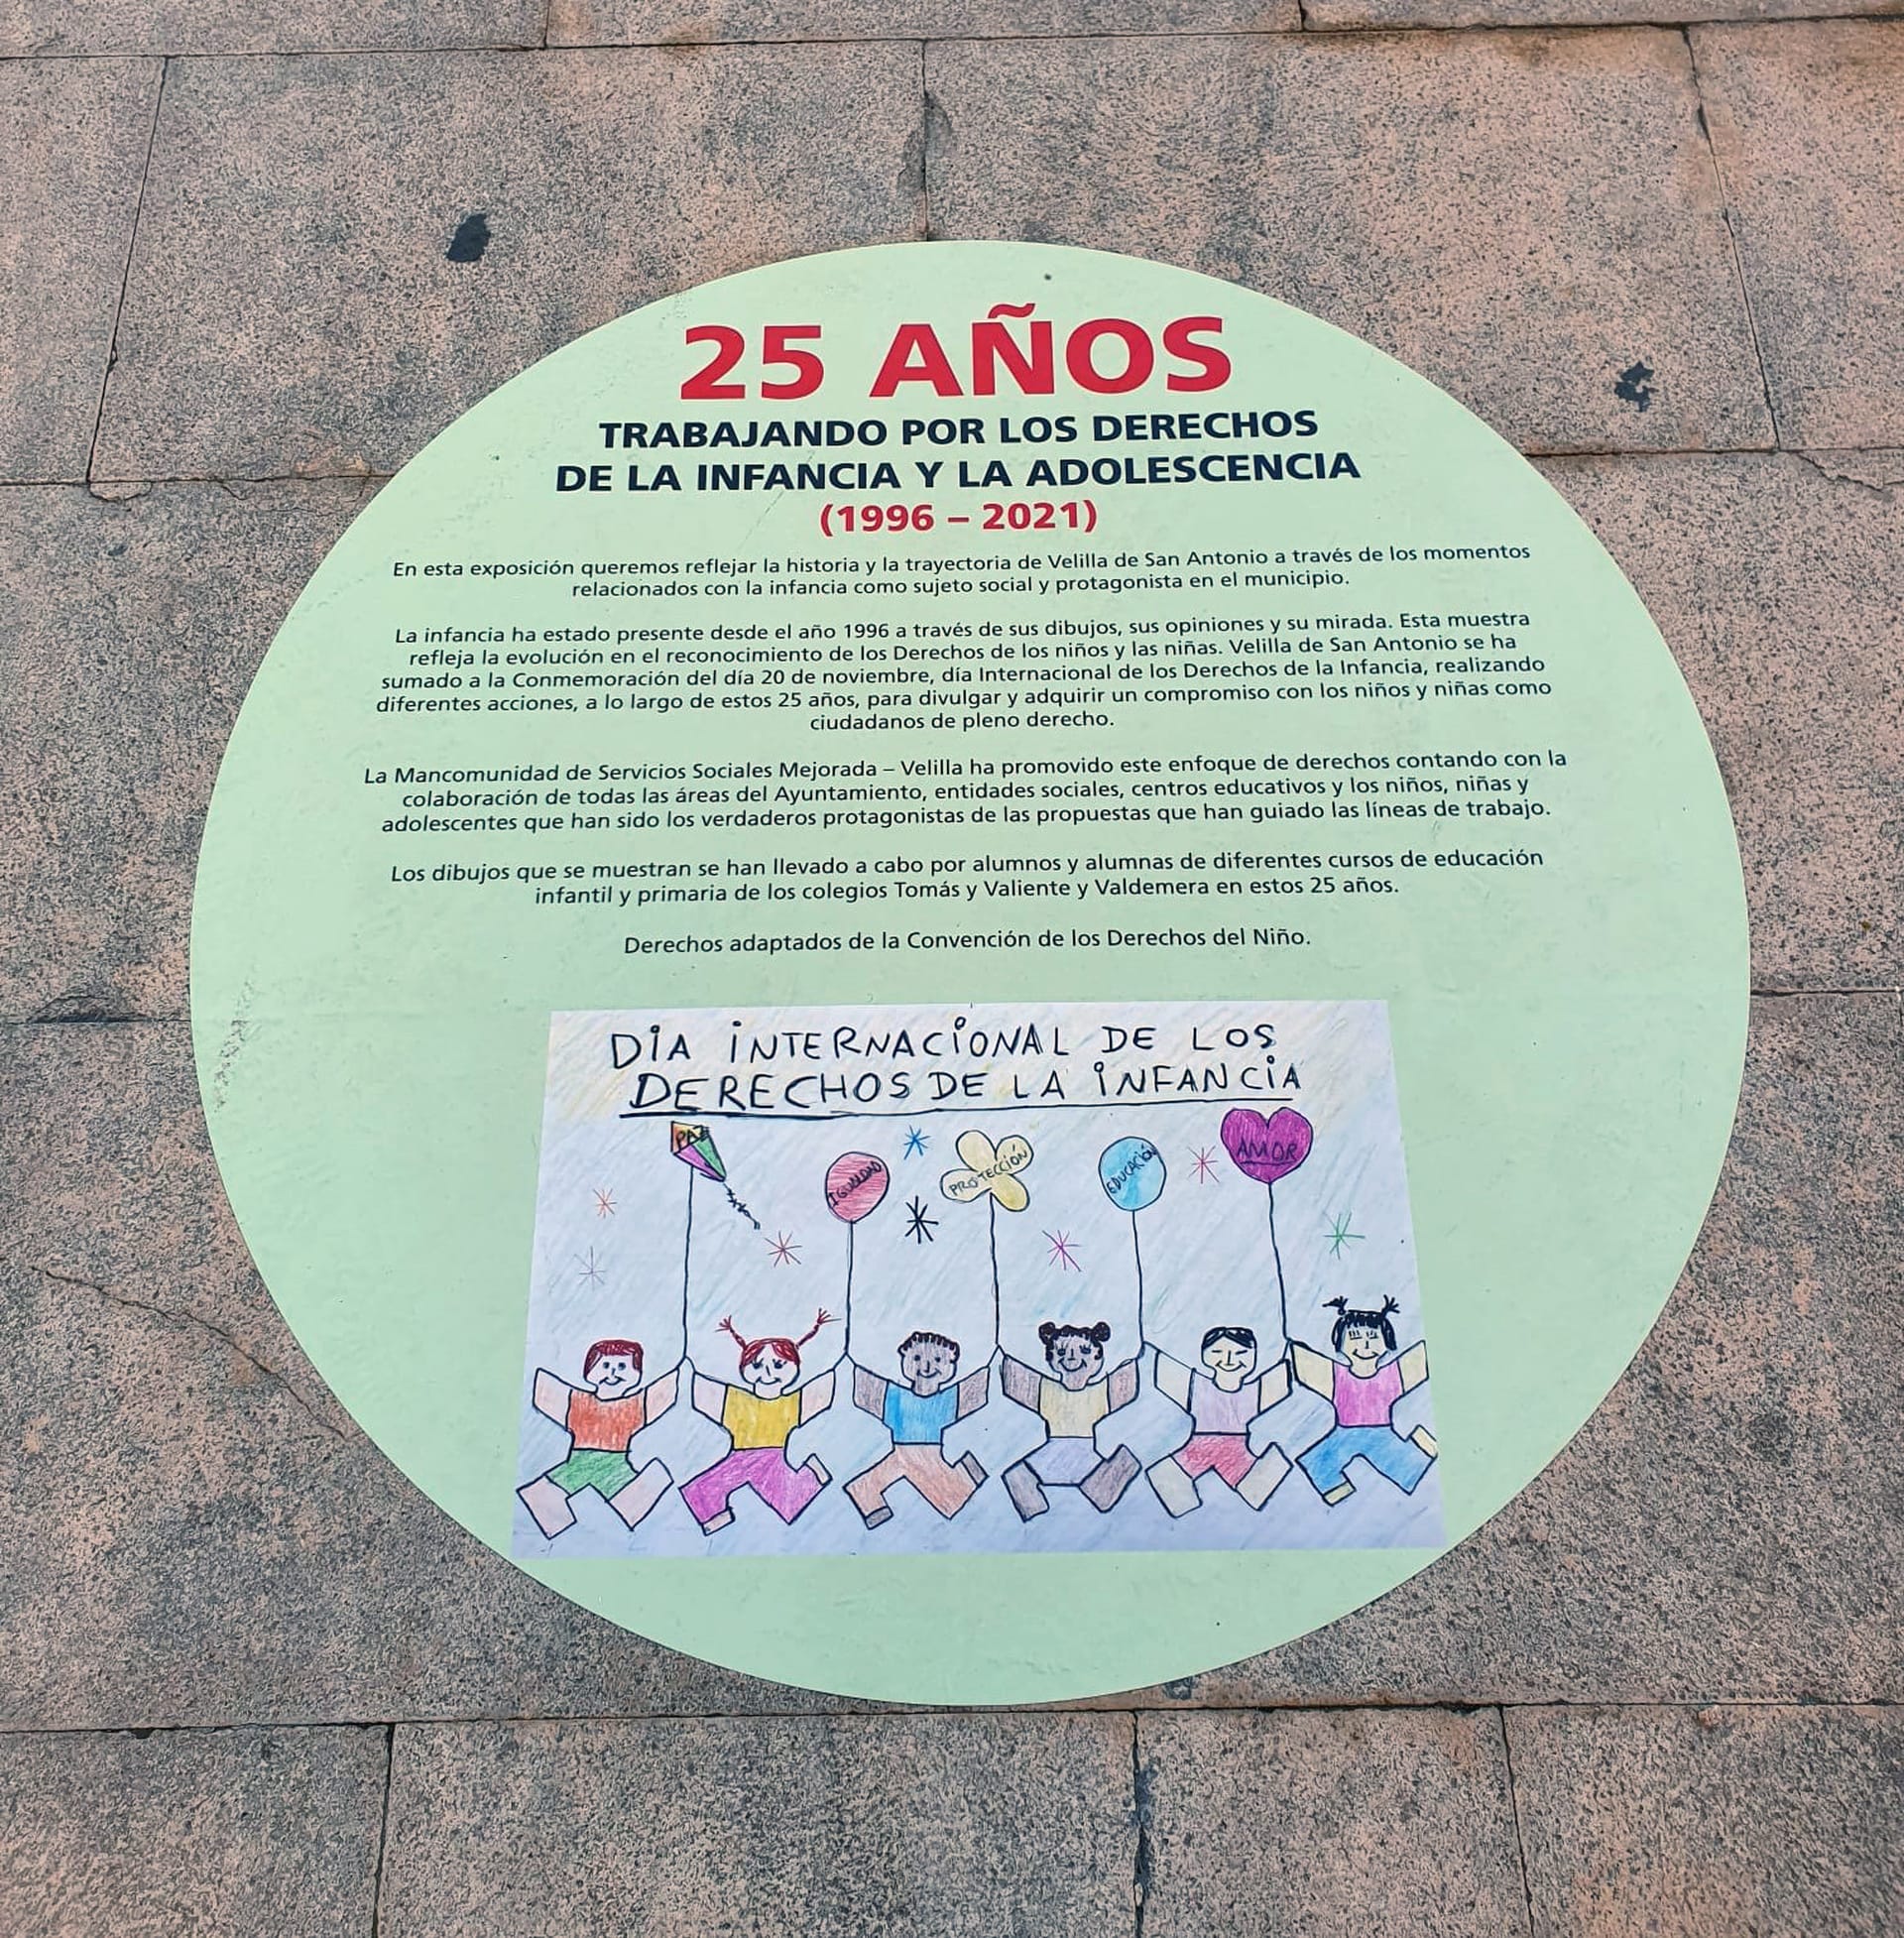 25 AÑOS
TRABAJANDO POR LOS DERECHOS
DE LA INFANCIA Y LA ADOLESCENCIA
(1996 – 2021)
En esta exposición queremos reflejar la historia y la trayectoria de Velilla de San Antonio a través de los momentos
relacionados con la infancia como sujeto social y protagonista en el municipio.
La infancia ha estado presente desde el año 1996 a través de sus dibujos, sus opiniones y su mirada. Esta muestra
refleja la evolución en el reconocimiento de los Derechos de los niños y las niñas. Velilla de San Antonio se ha
sumado a la Conmemoración del día 20 de noviembre, día Internacional de los Derechos de la Infancia, realizando
diferentes acciones, a lo largo de estos 25 años, para divulgar y adquirir un compromiso con los niños y niñas como
ciudadanos de pleno derecho.
La Mancomunidad de Servicios Sociales Mejorada – Velilla ha promovido este enfoque de derechos contando con la
colaboración de todas las áreas del Ayuntamiento, entidades sociales, centros educativos y los niños, niñas y
adolescentes que han sido los verdaderos protagonistas de las propuestas que han guiado las líneas de trabajo.
Los dibujos que se muestran se han llevado a cabo por alumnos y alumnas de diferentes cursos de educación
infantil y primaria de los colegios Tomás y Valiente y Valdemera en estos 25 años.
Derechos adaptados de la Convención de los Derechos del Niño.
DiA iNTERNACiONAL DE LOS
DERECHOS DE LA iNFANCiA
PAZ
IGUALDAD
PROTECCIÓN
EDUCACIÓN
AMOR